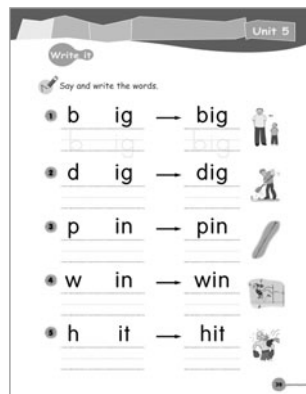 Unit 5
Write it
Say and write the words.
1 b ig → big
b ig big
2 d ig → dig
3 p in → pin
4 w in → win
5 h it → hit